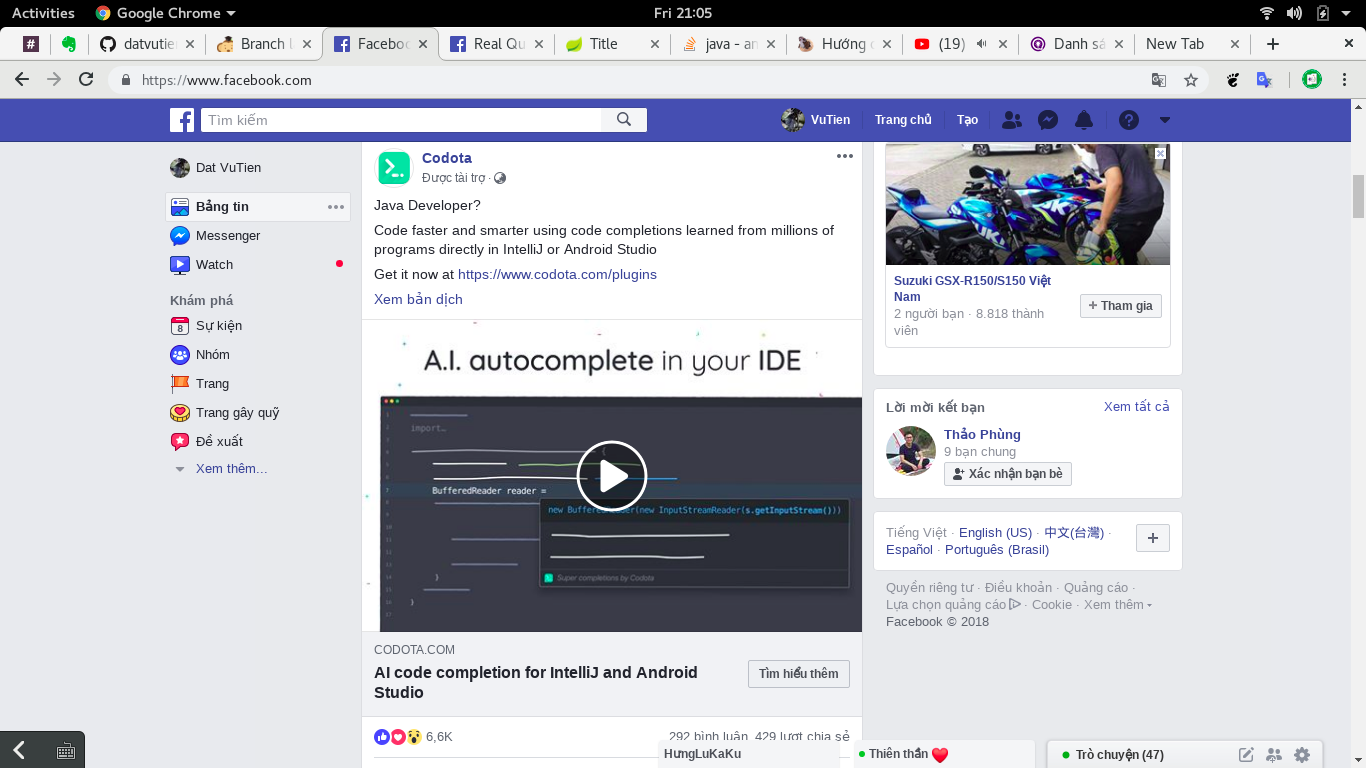 Activities
Google Chrome
Fri 21:05
datvutie
Branch L
Faceboo
Real Qu
Title
java - an
Hướng
(19)
Danh sá
New Tab
https://www.facebook.com
Tìm kiếm
VuTien
Trang chủ
Tạo
Dat VuTien
Bảng tin
Messenger
Watch
Khám phá
8
Sự kiện
Nhóm
Trang
Trang gây quỹ
Đề xuất
Xem thêm...
Codota
Được tài trợ ·
Java Developer?
Code faster and smarter using code completions learned from millions of
programs directly in IntelliJ or Android Studio
Get it now at https://www.codota.com/plugins
Xem bản dịch
A.I. autocomplete in your IDE
import…
BufferedReader reader =
new BufferedReader(new InputStreamReader(s.getInputStream()))
Super completions by Codota
CODOTA.COM
AI code completion for IntelliJ and Android
Studio
Tìm hiểu thêm
6,6K
292 bình luận 429 lượt chia sẻ
Suzuki GSX-R150/S150 Việt
Nam
2 người bạn · 8.818 thành
viên
+ Tham gia
Lời mời kết bạn
Xem tất cả
Thảo Phùng
9 bạn chung
Xác nhận bạn bè
Tiếng Việt · English (US) · 中文(台灣) ·
Español · Português (Brasil)
Quyền riêng tư · Điều khoản · Quảng cáo ·
Lựa chọn quảng cáo · Cookie · Xem thêm
Facebook © 2018
HưngLuKaKu
Thiên thần
Trò chuyện (47)